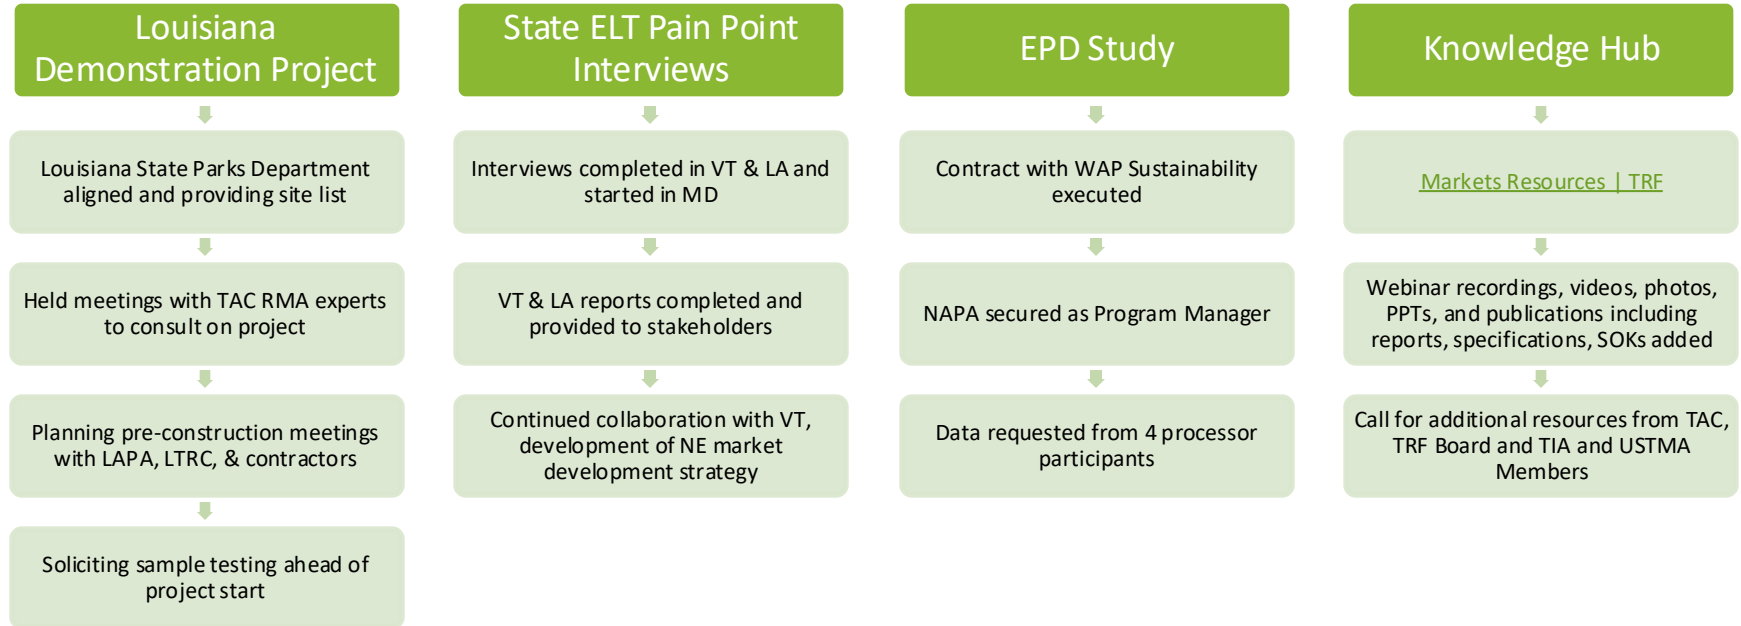 Louisiana
Demonstration Project
Louisiana State Parks Department
aligned and providing site list
Held meetings with TAC RMA experts
to consult on project
Planning pre-construction meetings
with LAPA, LTRC, & contractors
Soliciting sample testing ahead of
project start
State ELT Pain Point
Interviews
Interviews completed in VT & LA and
started in MD
VT & LA reports completed and
provided to stakeholders
Continued collaboration with VT,
development of NE market
development strategy
EPD Study
Contract with WAP Sustainability
executed
NAPA secured as Program Manager
Data requested from 4 processor
participants
Knowledge Hub
Markets Resources | TRF
Webinar recordings, videos, photos,
PPTs, and publications including
reports, specifications, SOKs added
Call for additional resources from TAC,
TRF Board and TIA and USTMA
Members